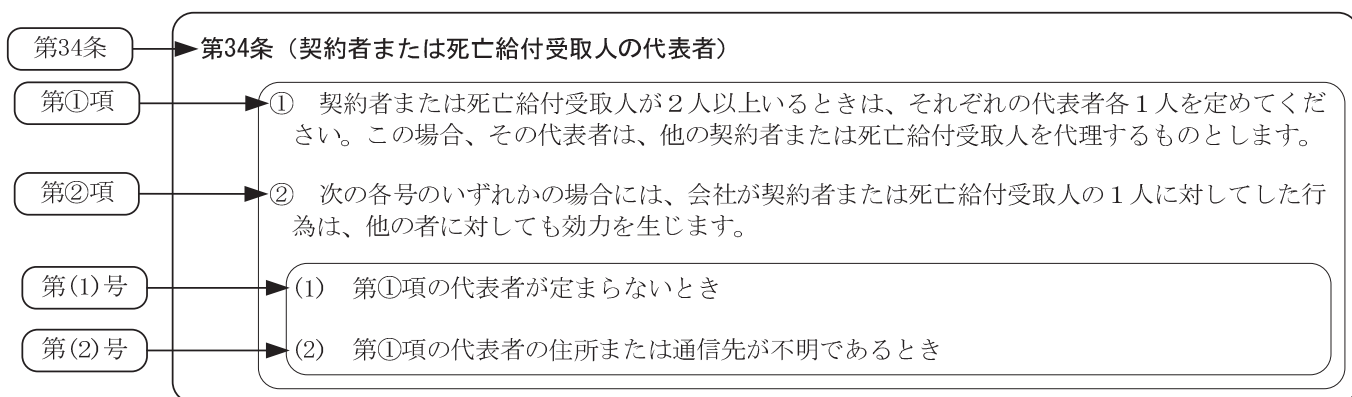 第34条
第34条（契約者または死亡給付受取人の代表者）
第①項
① 契約者または死亡給付受取人が２人以上いるときは、それぞれの代表者各１人を定めてくだ
さい。この場合、その代表者は、他の契約者または死亡給付受取人を代理するものとします。
第②項
② 次の各号のいずれかの場合には、会社が契約者または死亡給付受取人の１人に対してした行
為は、他の者に対しても効力を生じます。
第(1)号
(1) 第①項の代表者が定まらないとき
第(2)号
(2) 第①項の代表者の住所または通信先が不明であるとき